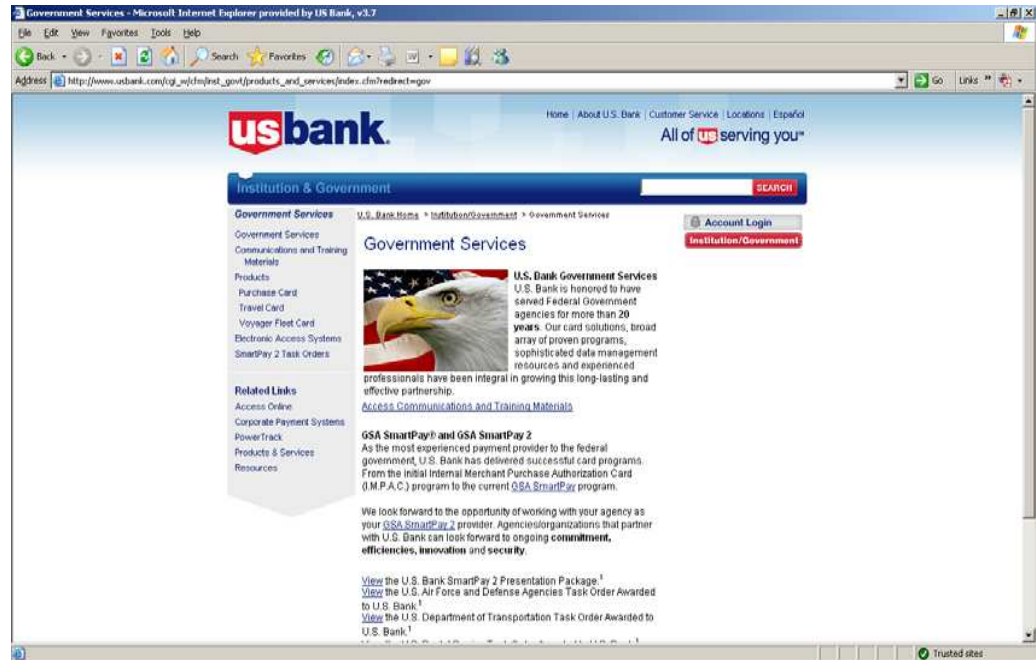 Government Services - Microsoft Internet Explorer provided by US Bank, v3.7
File Edit View Favorites Tools Help
Back Search Favorites
Address http://www.usbank.com/cgi_w/cfm/inst_govt/products_and_services/index.cfm?redirect=gov Go Links »
Home | About U.S. Bank | Customer Service | Locations | Español
usbank.
All of us serving you℠
Institution & Government SEARCH
Government Services
Government Services
Communications and Training
Materials
Products
Purchase Card
Travel Card
Voyager Fleet Card
Electronic Access Systems
SmartPay 2 Task Orders
Related Links
Access Online
Corporate Payment Systems
PowerTrack
Products & Services
Resources
U.S. Bank Home > Institution/Government > Government Services
Government Services
U.S. Bank Government Services
U.S. Bank is honored to have
served Federal Government
agencies for more than 20
years. Our card solutions, broad
array of proven programs,
sophisticated data management
resources and experienced
professionals have been integral in growing this long-lasting and
effective partnership.
Access Communications and Training Materials
GSA SmartPay® and GSA SmartPay 2
As the most experienced payment provider to the federal
government, U.S. Bank has delivered successful card programs.
From the initial Internal Merchant Purchase Authorization Card
(I.M.P.A.C.) program to the current GSA SmartPay program.
We look forward to the opportunity of working with your agency as
your GSA SmartPay 2 provider. Agencies/organizations that partner
with U.S. Bank can look forward to ongoing commitment,
efficiencies, innovation and security.
View the U.S. Bank SmartPay 2 Presentation Package.1
View the U.S. Air Force and Defense Agencies Task Order Awarded
to U.S. Bank.1
View the U.S. Department of Transportation Task Order Awarded to
U.S. Bank.1
Account Login
Institution/Government
Trusted sites